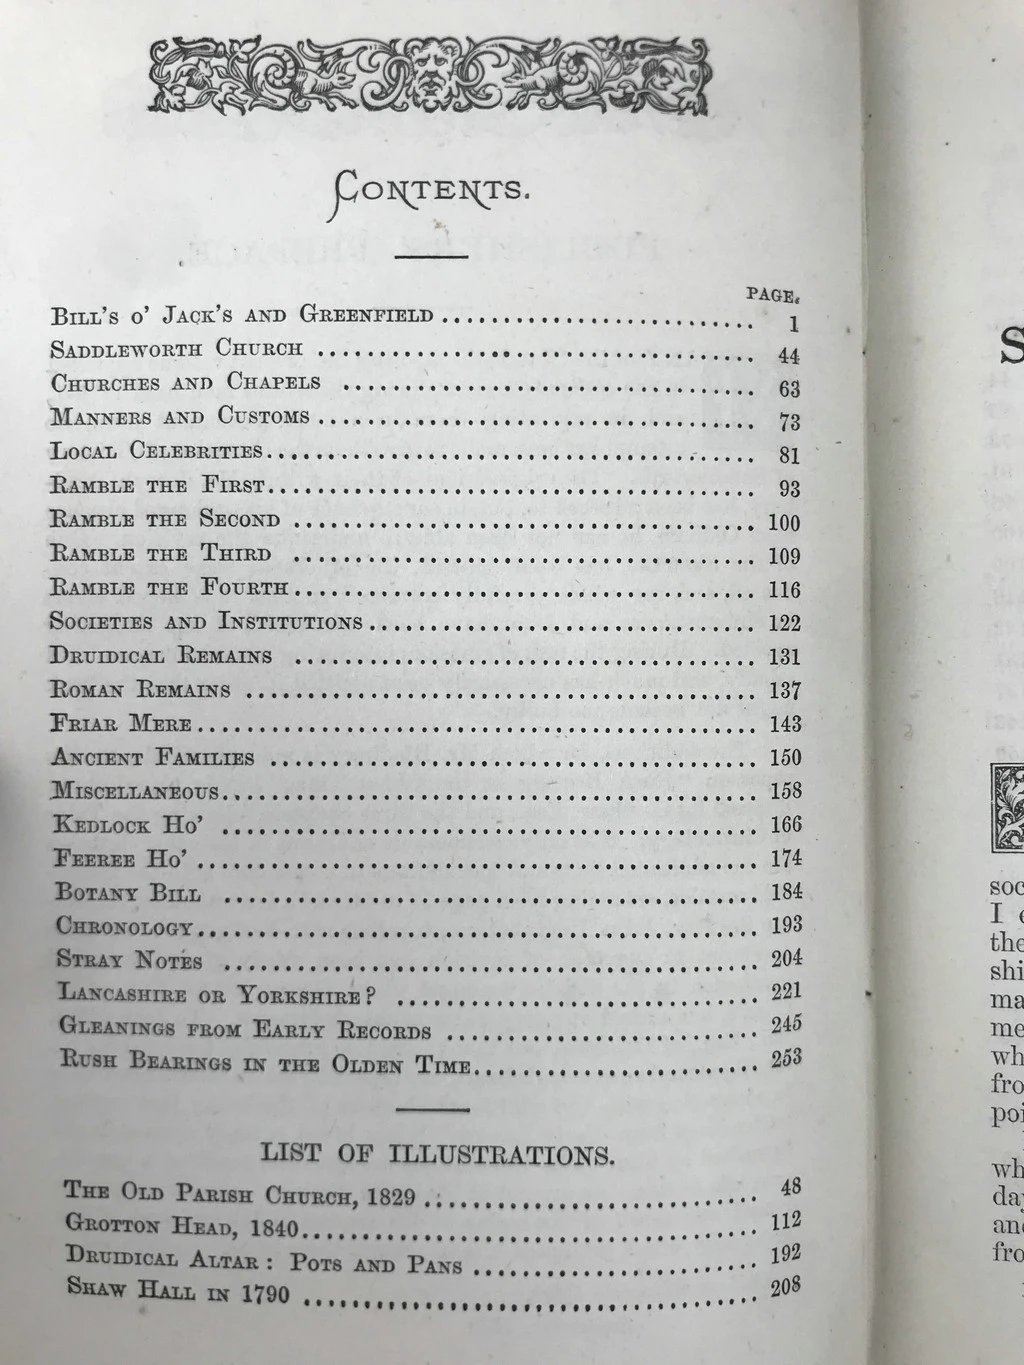 CONTENTS.
PAGE.
BILL'S O' JACK'S AND GREENFIELD ........................... 1
SADDLEWORTH CHURCH ........................... 44
CHURCHES AND CHAPELS ........................... 63
MANNERS AND CUSTOMS ........................... 73
LOCAL CELEBRITIES ........................... 81
RAMBLE THE FIRST ........................... 93
RAMBLE THE SECOND ........................... 100
RAMBLE THE THIRD ........................... 109
RAMBLE THE FOURTH ........................... 116
SOCIETIES AND INSTITUTIONS ........................... 122
DRUIDICAL REMAINS ........................... 131
ROMAN REMAINS ........................... 137
FRIAR MERE ........................... 143
ANCIENT FAMILIES ........................... 150
MISCELLANEOUS ........................... 158
KEDLOCK HO' ........................... 166
FEEREE HO' ........................... 174
BOTANY BILL ........................... 184
CHRONOLOGY ........................... 193
STRAY NOTES ........................... 204
LANCASHIRE OR YORKSHIRE? ........................... 221
GLEANINGS FROM EARLY RECORDS ........................... 245
RUSH BEARINGS IN THE OLDEN TIME ........................... 253
LIST OF ILLUSTRATIONS.
THE OLD PARISH CHURCH, 1829 ........................... 48
GROTTON HEAD, 1840 ........................... 112
DRUIDICAL ALTAR: POTS AND PANS ........................... 192
SHAW HALL IN 1790 ........................... 208
S
soc
I
the
shi
ma
me
wh
fro
poi
wh
day
and
fro